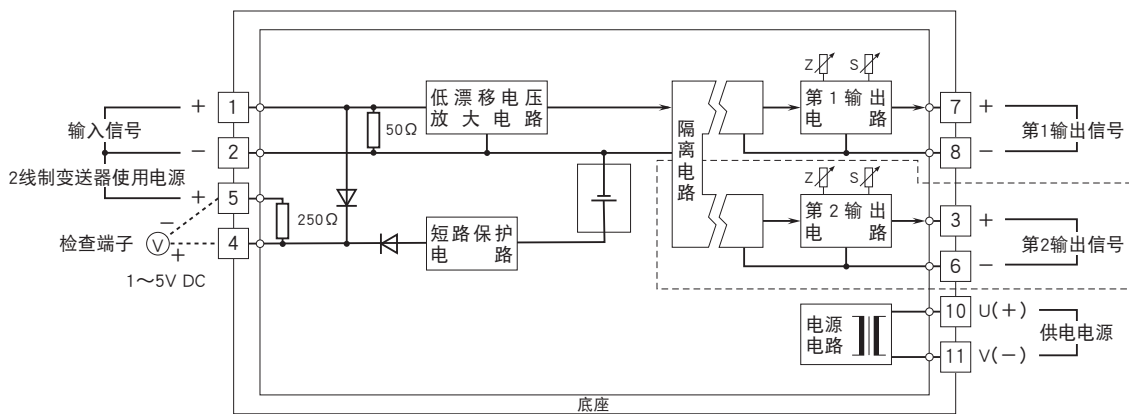 Z S
+ 1
低漂移电压
放大电路
第1输出
电路
7 +
输入信号
50Ω
隔离电路
第1输出信号
− 2
8 −
2线制变送器使用电源
+ 5
Z S
−
250Ω
短路保护
电路
第2输出
电路
3 +
检查端子
V
+
4
第2输出信号
1～5V DC
6 −
电源
电路
10 U(+)
供电电源
11 V(−)
底座